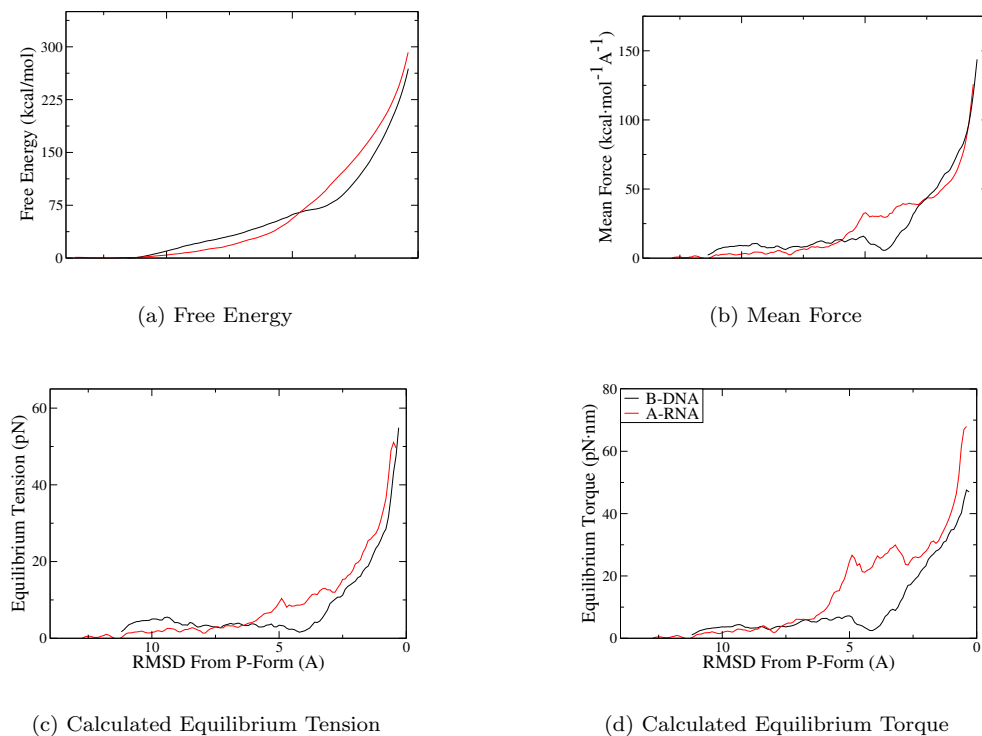 300
225
150
75
0
Free Energy (kcal/mol)
(a) Free Energy
150
100
50
0
Mean Force (kcal·mol⁻¹A⁻¹)
(b) Mean Force
60
40
20
0
Equilibrium Tension (pN)
10 5 0
RMSD From P-Form (A)
(c) Calculated Equilibrium Tension
B-DNA
A-RNA
80
60
40
20
0
Equilibrium Torque (pN·nm)
10 5 0
RMSD From P-Form (A)
(d) Calculated Equilibrium Torque